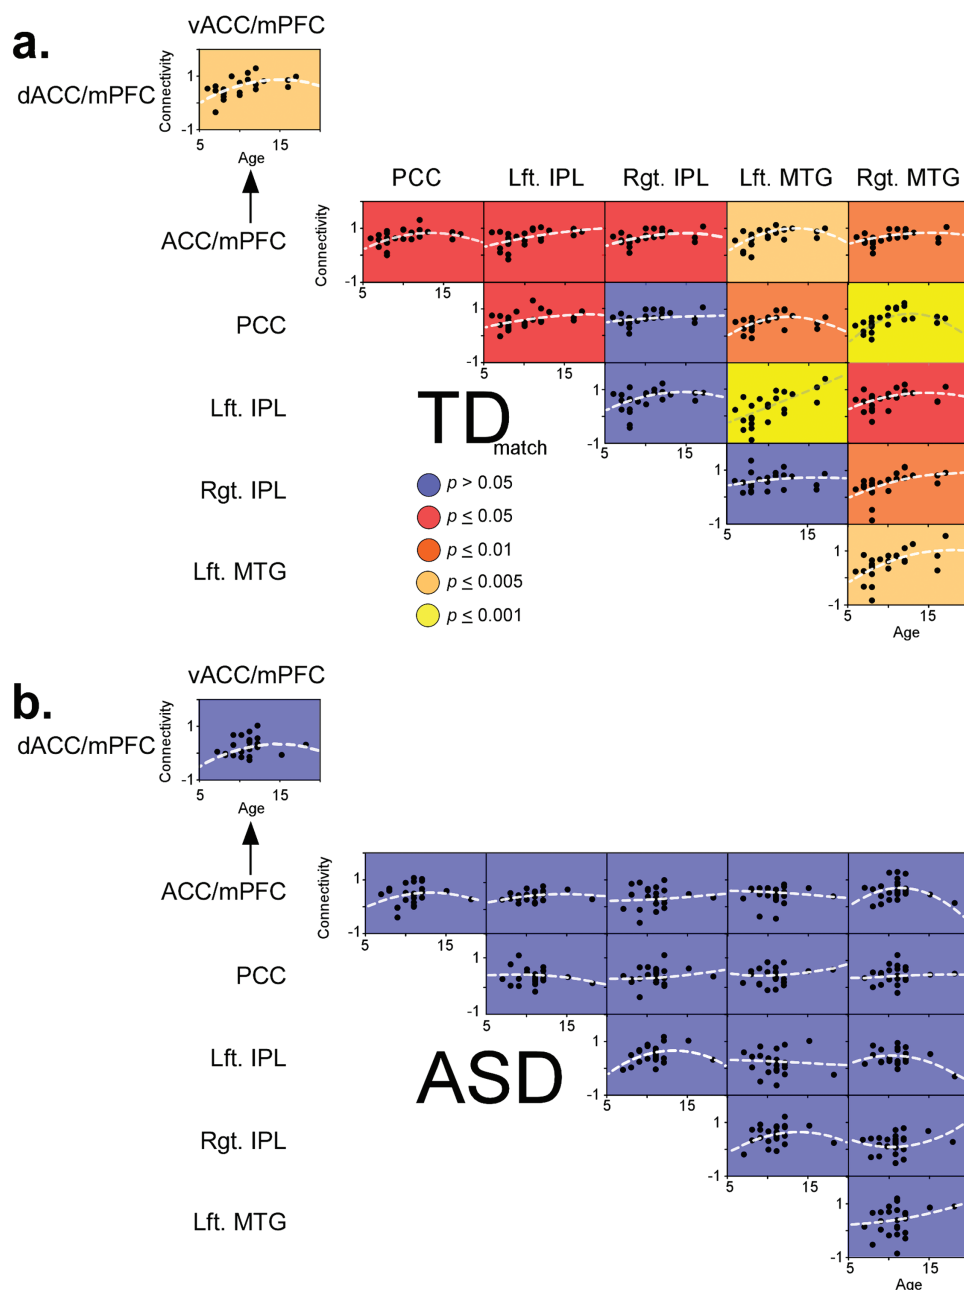 a.
vACC/mPFC
dACC/mPFC
Connectivity
1
-1
5
15
Age
ACC/mPFC
PCC
Lft. IPL
Rgt. IPL
Lft. MTG
Rgt. MTG
Connectivity
1
-1
5
15
PCC
1
-1
5
15
Lft. IPL
1
-1
5
15
TDmatch
p > 0.05
p ≤ 0.05
p ≤ 0.01
p ≤ 0.005
p ≤ 0.001
Rgt. IPL
1
-1
5
15
Lft. MTG
1
-1
5
15
Age
b.
vACC/mPFC
dACC/mPFC
Connectivity
1
-1
5
15
Age
ACC/mPFC
Connectivity
1
-1
5
15
PCC
1
-1
5
15
Lft. IPL
1
-1
5
15
ASD
Rgt. IPL
1
-1
5
15
Lft. MTG
1
-1
5
15
Age